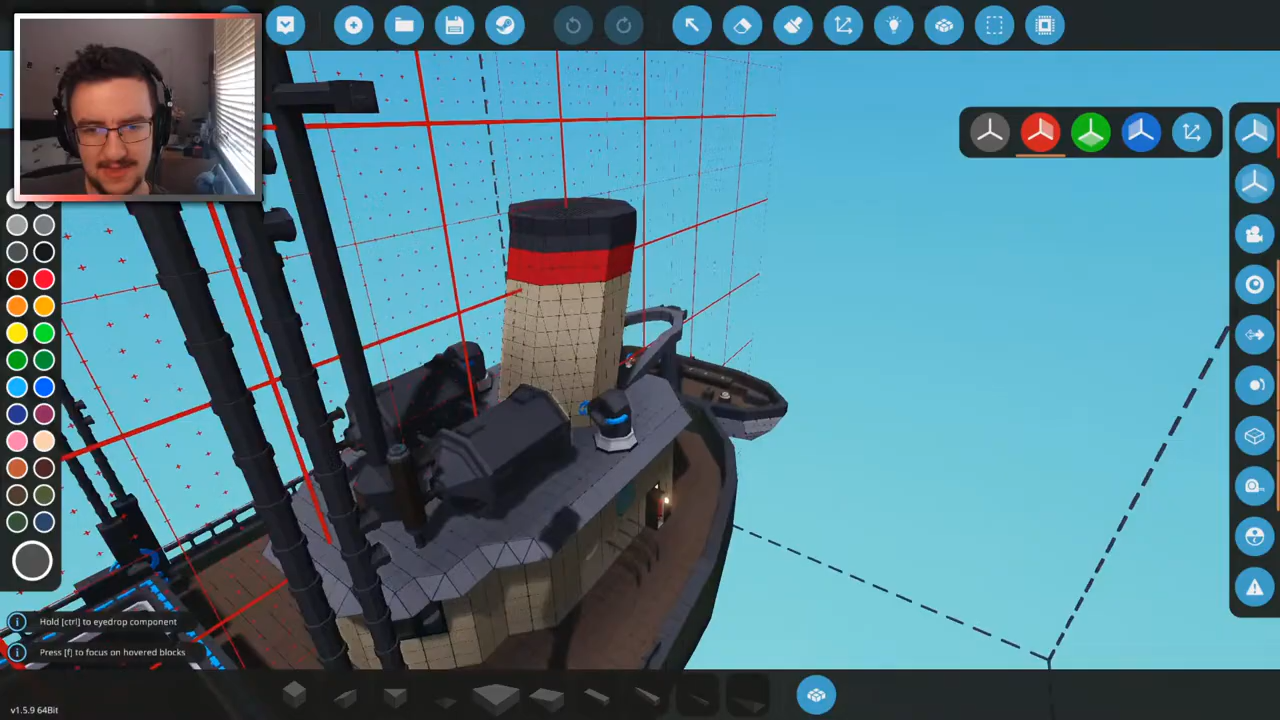 Hold [ctrl] to eyedrop component
Press [f] to focus on hovered blocks
v1.5.9 64Bit